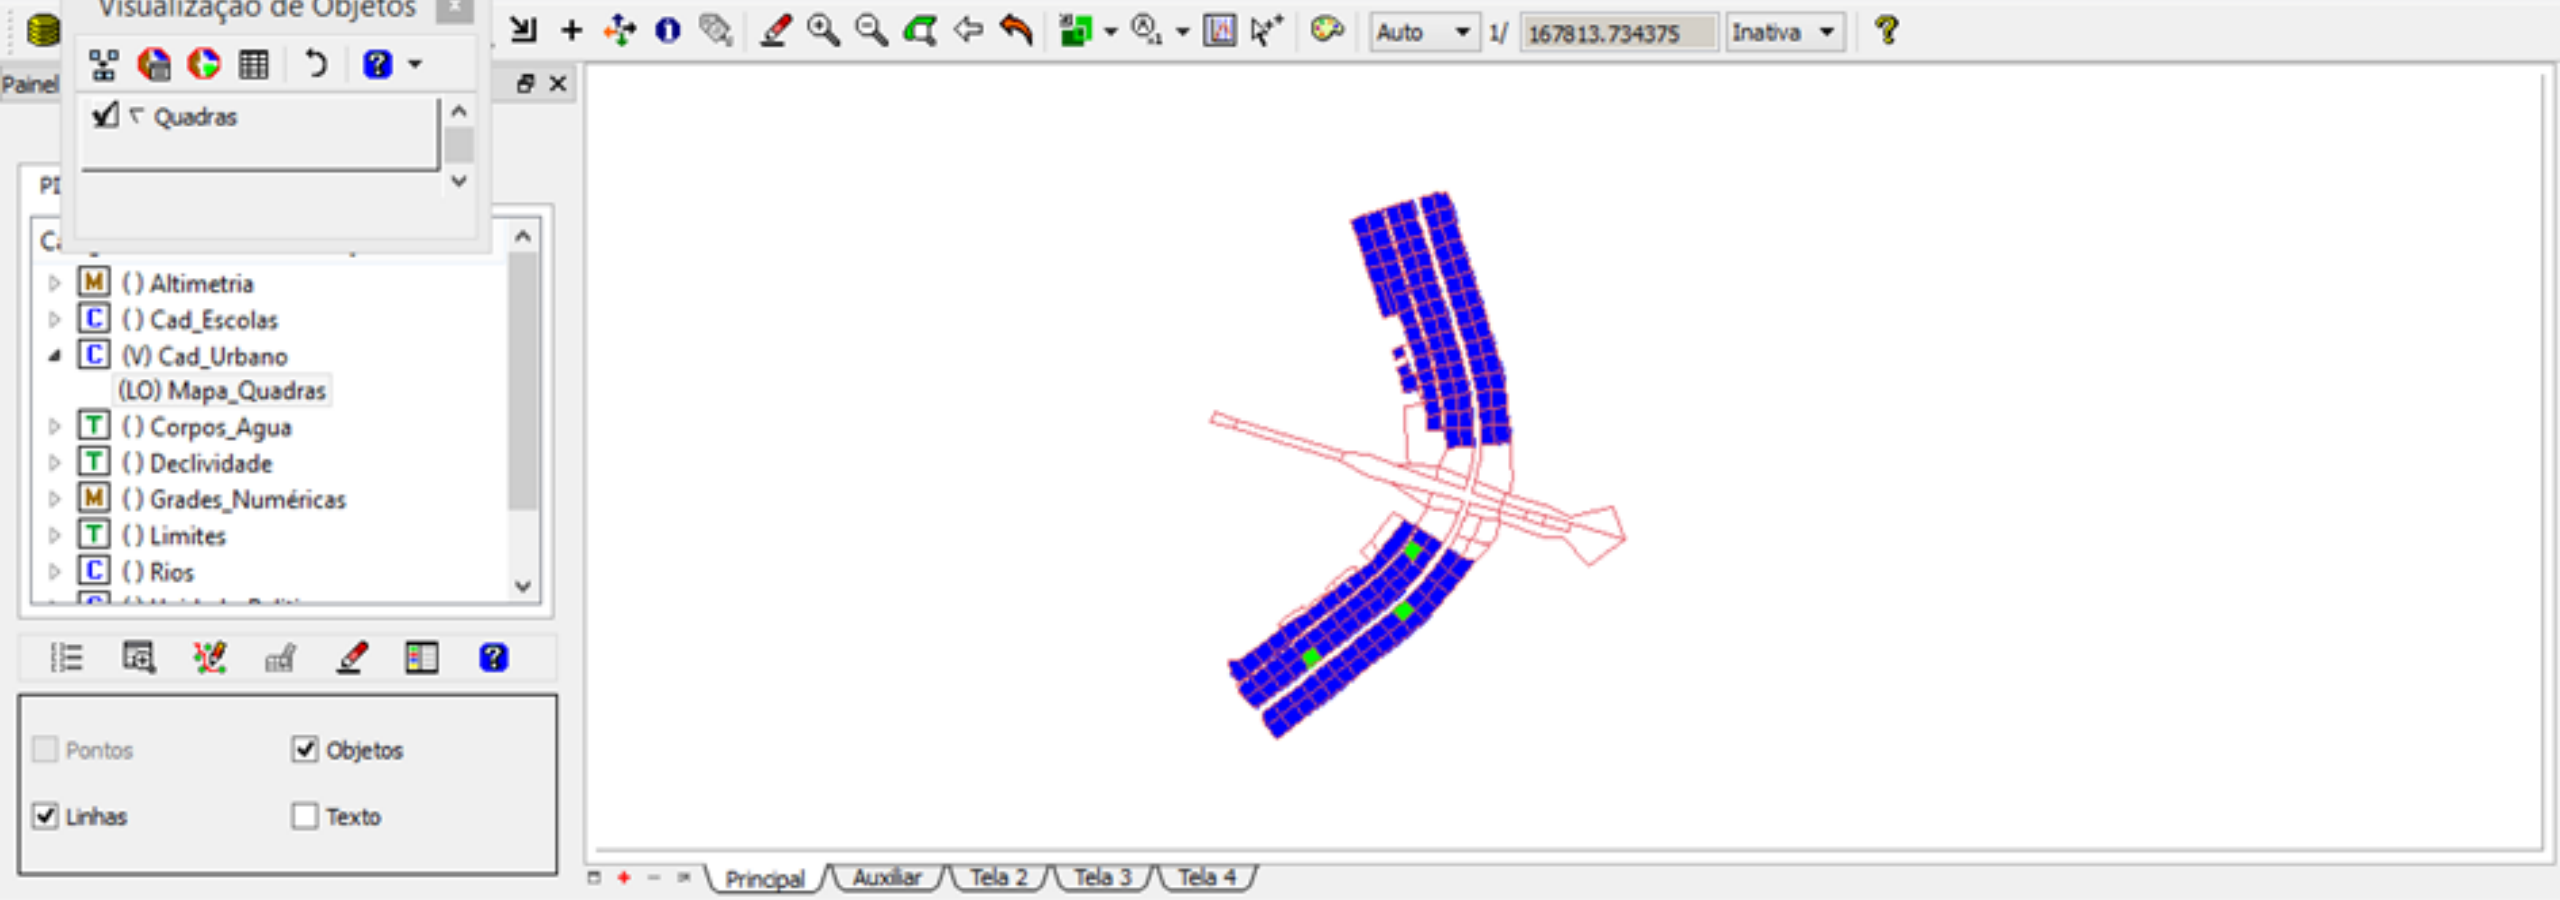 Visualização de Objetos
Auto 1/ 167813.734375 Inativa
Painel
Quadras
( ) Altimetria
( ) Cad_Escolas
(V) Cad_Urbano
(LO) Mapa_Quadras
( ) Corpos_Agua
( ) Declividade
( ) Grades_Numéricas
( ) Limites
( ) Rios
Pontos Objetos
Linhas Texto
Principal Auxiliar Tela 2 Tela 3 Tela 4